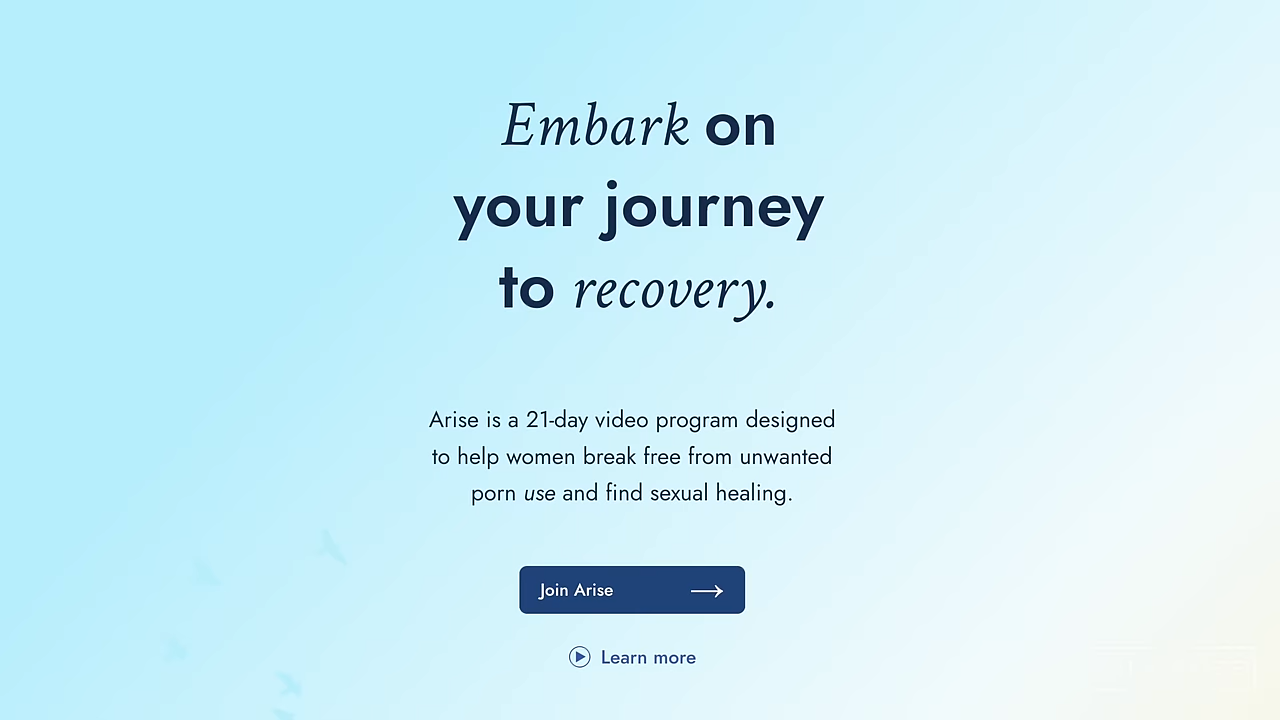 Embark on
your journey
to recovery.
Arise is a 21-day video program designed
to help women break free from unwanted
porn use and find sexual healing.
Join Arise
Learn more